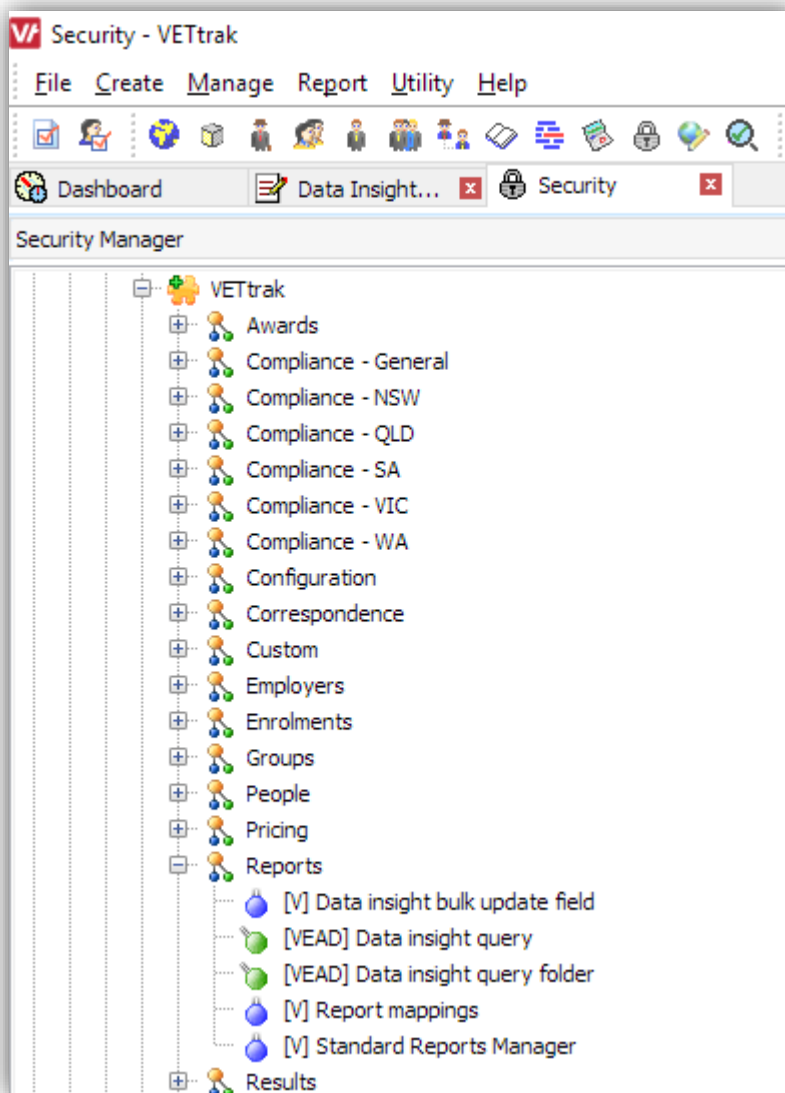 Security - VETtrak
File Create Manage Report Utility Help
Dashboard Data Insight... Security
Security Manager
VETtrak
Awards
Compliance - General
Compliance - NSW
Compliance - QLD
Compliance - SA
Compliance - VIC
Compliance - WA
Configuration
Correspondence
Custom
Employers
Enrolments
Groups
People
Pricing
Reports
[V] Data insight bulk update field
[VEAD] Data insight query
[VEAD] Data insight query folder
[V] Report mappings
[V] Standard Reports Manager
Results